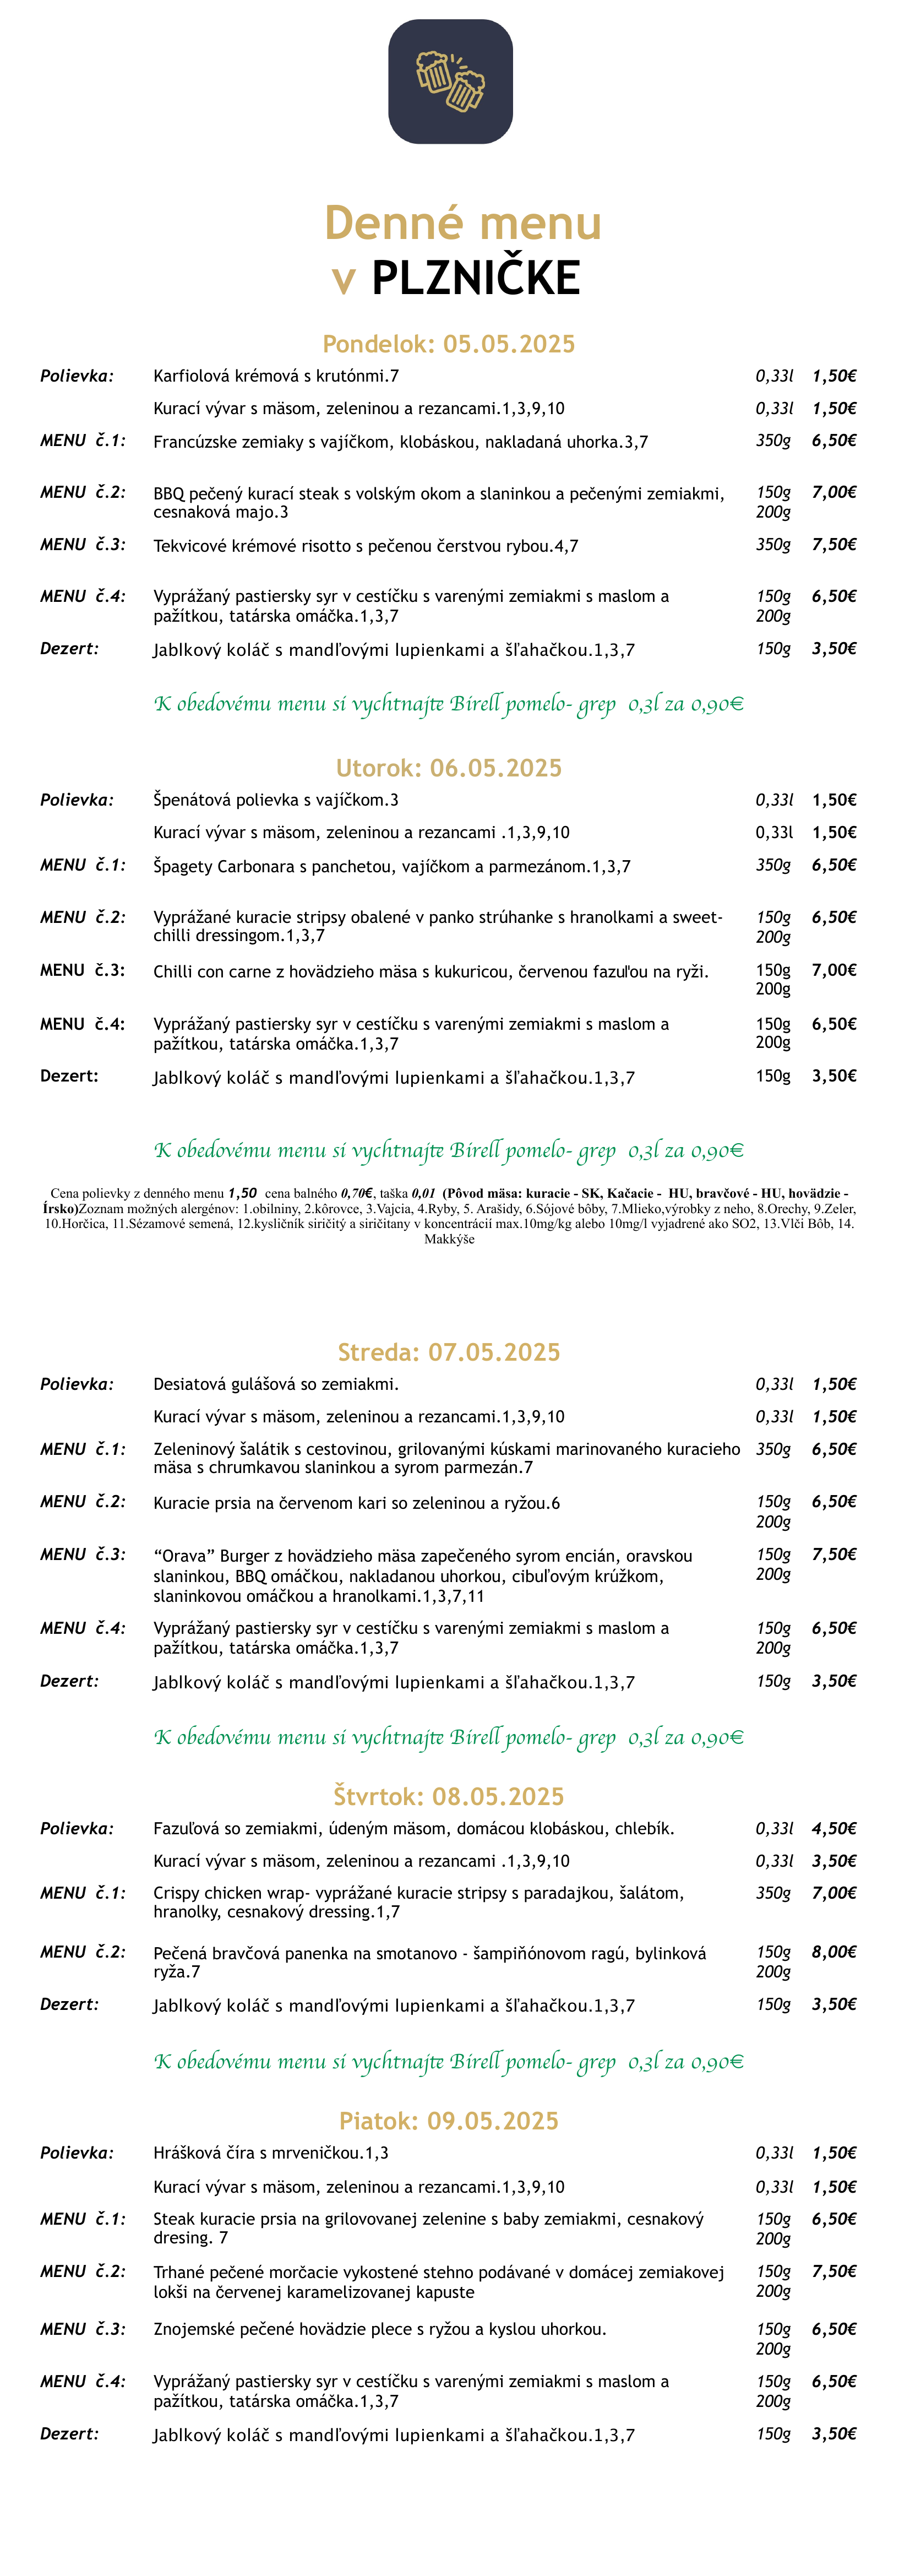 Denné menu
v PLZNIČKE
Pondelok: 05.05.2025
Polievka: Karfiolová krémová s krutónmi.7 0,33l 1,50€
Kurací vývar s mäsom, zeleninou a rezancami.1,3,9,10 0,33l 1,50€
MENU č.1: Francúzske zemiaky s vajíčkom, klobáskou, nakladaná uhorka.3,7 350g 6,50€
MENU č.2: BBQ pečený kurací steak s volským okom a slaninkou a pečenými zemiakmi, 150g 7,00€
cesnaková majo.3 200g
MENU č.3: Tekvicové krémové risotto s pečenou čerstvou rybou.4,7 350g 7,50€
MENU č.4: Vyprážaný pastiersky syr v cestíčku s varenými zemiakmi s maslom a 150g 6,50€
pažítkou, tatárska omáčka.1,3,7 200g
Dezert: Jablkový koláč s mandľovými lupienkami a šľahačkou.1,3,7 150g 3,50€
K obedovému menu si vychtnajte Birell pomelo- grep 0,3l za 0,90€
Utorok: 06.05.2025
Polievka: Špenátová polievka s vajíčkom.3 0,33l 1,50€
Kurací vývar s mäsom, zeleninou a rezancami .1,3,9,10 0,33l 1,50€
MENU č.1: Špagety Carbonara s panchetou, vajíčkom a parmezánom.1,3,7 350g 6,50€
MENU č.2: Vyprážané kuracie stripsy obalené v panko strúhanke s hranolkami a sweet- 150g 6,50€
chilli dressingom.1,3,7 200g
MENU č.3: Chilli con carne z hovädzieho mäsa s kukuricou, červenou fazuľou na ryži. 150g 7,00€
200g
MENU č.4: Vyprážaný pastiersky syr v cestíčku s varenými zemiakmi s maslom a 150g 6,50€
pažítkou, tatárska omáčka.1,3,7 200g
Dezert: Jablkový koláč s mandľovými lupienkami a šľahačkou.1,3,7 150g 3,50€
K obedovému menu si vychtnajte Birell pomelo- grep 0,3l za 0,90€
Cena polievky z denného menu 1,50 cena balného 0,70€, taška 0,01 (Pôvod mäsa: kuracie - SK, Kačacie - HU, bravčové - HU, hovädzie -
Írsko)Zoznam možných alergénov: 1.obilniny, 2.kôrovce, 3.Vajcia, 4.Ryby, 5. Arašidy, 6.Sójové bôby, 7.Mlieko,výrobky z neho, 8.Orechy, 9.Zeler,
10.Horčica, 11.Sézamové semená, 12.kysličník siričitý a siričitany v koncentrácií max.10mg/kg alebo 10mg/l vyjadrené ako SO2, 13.Vlčí Bôb, 14.
Makkýše
Streda: 07.05.2025
Polievka: Desiatová gulášová so zemiakmi. 0,33l 1,50€
Kurací vývar s mäsom, zeleninou a rezancami.1,3,9,10 0,33l 1,50€
MENU č.1: Zeleninový šalátik s cestovinou, grilovanými kúskami marinovaného kuracieho 350g 6,50€
mäsa s chrumkavou slaninkou a syrom parmezán.7
MENU č.2: Kuracie prsia na červenom kari so zeleninou a ryžou.6 150g 6,50€
200g
MENU č.3: “Orava” Burger z hovädzieho mäsa zapečeného syrom encián, oravskou 150g 7,50€
slaninkou, BBQ omáčkou, nakladanou uhorkou, cibuľovým krúžkom, 200g
slaninkovou omáčkou a hranolkami.1,3,7,11
MENU č.4: Vyprážaný pastiersky syr v cestíčku s varenými zemiakmi s maslom a 150g 6,50€
pažítkou, tatárska omáčka.1,3,7 200g
Dezert: Jablkový koláč s mandľovými lupienkami a šľahačkou.1,3,7 150g 3,50€
K obedovému menu si vychtnajte Birell pomelo- grep 0,3l za 0,90€
Štvrtok: 08.05.2025
Polievka: Fazuľová so zemiakmi, údeným mäsom, domácou klobáskou, chlebík. 0,33l 4,50€
Kurací vývar s mäsom, zeleninou a rezancami .1,3,9,10 0,33l 3,50€
MENU č.1: Crispy chicken wrap- vyprážané kuracie stripsy s paradajkou, šalátom, 350g 7,00€
hranolky, cesnakový dressing.1,7
MENU č.2: Pečená bravčová panenka na smotanovo - šampiňónovom ragú, bylinková 150g 8,00€
ryža.7 200g
Dezert: Jablkový koláč s mandľovými lupienkami a šľahačkou.1,3,7 150g 3,50€
K obedovému menu si vychtnajte Birell pomelo- grep 0,3l za 0,90€
Piatok: 09.05.2025
Polievka: Hrášková číra s mrveničkou.1,3 0,33l 1,50€
Kurací vývar s mäsom, zeleninou a rezancami.1,3,9,10 0,33l 1,50€
MENU č.1: Steak kuracie prsia na grilovovanej zelenine s baby zemiakmi, cesnakový 150g 6,50€
dresing. 7 200g
MENU č.2: Trhané pečené morčacie vykostené stehno podávané v domácej zemiakovej 150g 7,50€
lokši na červenej karamelizovanej kapuste 200g
MENU č.3: Znojemské pečené hovädzie plece s ryžou a kyslou uhorkou. 150g 6,50€
200g
MENU č.4: Vyprážaný pastiersky syr v cestíčku s varenými zemiakmi s maslom a 150g 6,50€
pažítkou, tatárska omáčka.1,3,7 200g
Dezert: Jablkový koláč s mandľovými lupienkami a šľahačkou.1,3,7 150g 3,50€